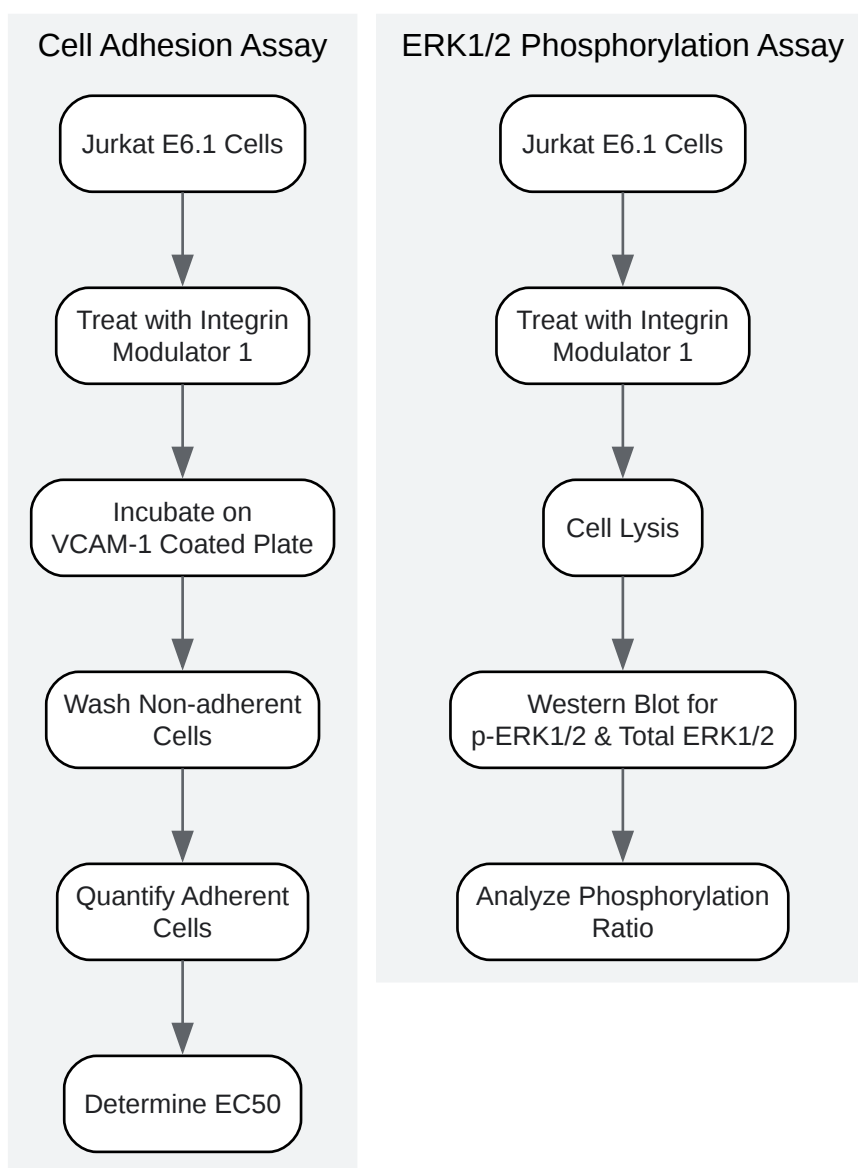 Cell Adhesion Assay
Jurkat E6.1 Cells
Treat with Integrin
Modulator 1
Incubate on
VCAM-1 Coated Plate
Wash Non-adherent
Cells
Quantify Adherent
Cells
Determine EC50
ERK1/2 Phosphorylation Assay
Jurkat E6.1 Cells
Treat with Integrin
Modulator 1
Cell Lysis
Western Blot for
p-ERK1/2 & Total ERK1/2
Analyze Phosphorylation
Ratio